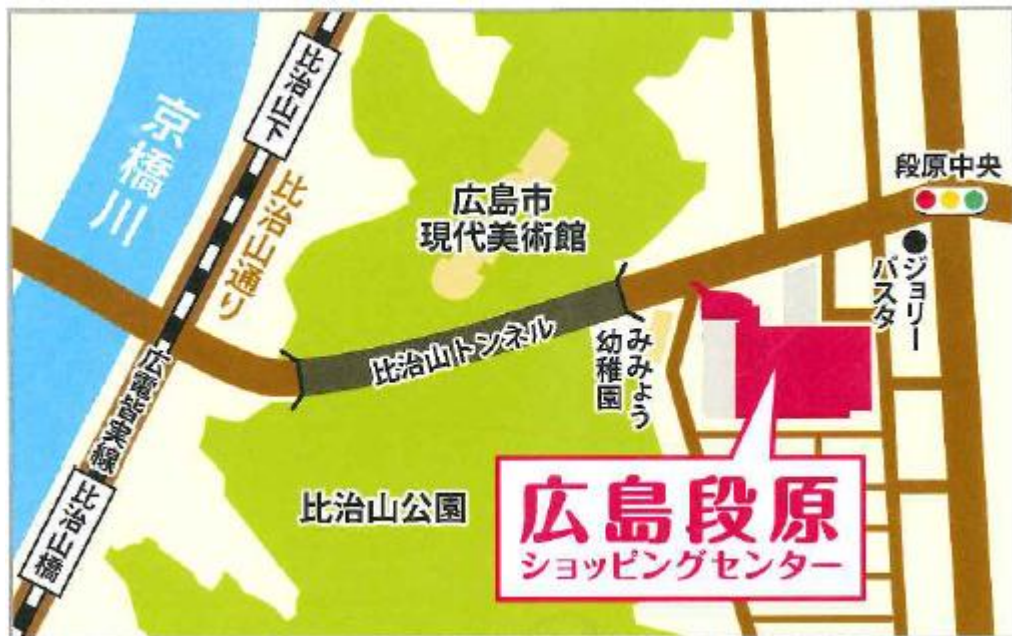 京橋川
比治山下
比治山通り
広島市
現代美術館
段原中央
ジョリー
パスタ
比治山トンネル
みみょう
幼稚園
広電皆実線
比治山橋
比治山公園
広島段原
ショッピングセンター